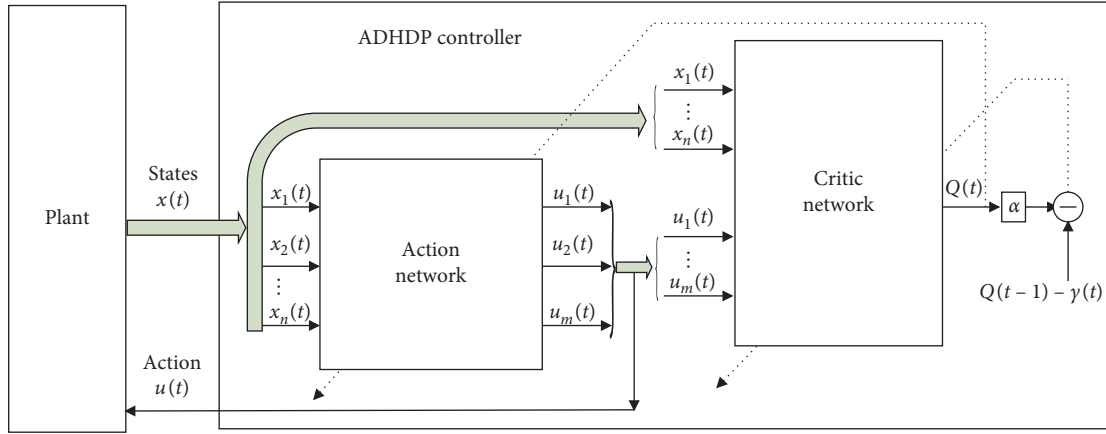 ADHDP controller
Plant
States
x(t)
Action
u(t)
x₁(t)
x₂(t)
⋮
xₙ(t)
Action
network
u₁(t)
u₂(t)
uₘ(t)
x₁(t)
⋮
xₙ(t)
u₁(t)
⋮
uₘ(t)
Critic
network
Q(t)
α
−
Q(t – 1) – γ(t)